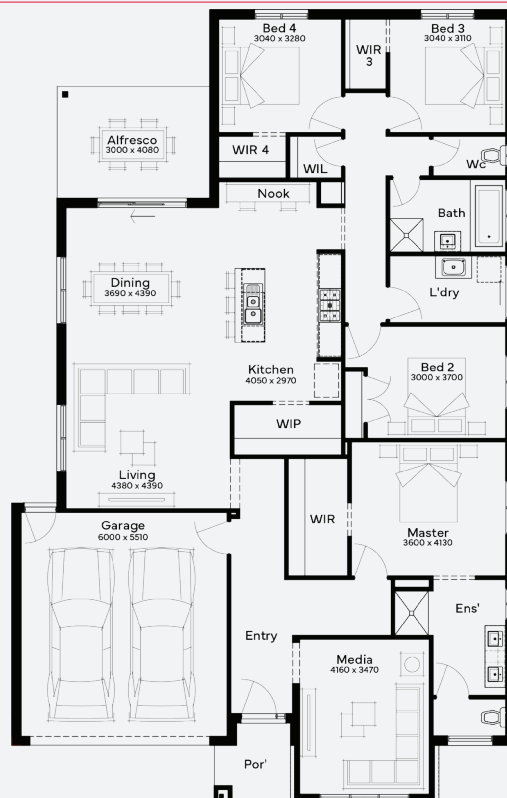 Bed 4
3040 x 3280
WIR
3
Bed 3
3040 x 3110
Alfresco
3000 x 4080
WIR 4
WIL
Wc
Nook
Bath
Dining
3690 x 4390
L'dry
Kitchen
4050 x 2970
Bed 2
3000 x 3700
WIP
Living
4380 x 4390
WIR
Master
3600 x 4130
Garage
6000 x 5510
Ens'
Entry
Media
4160 x 3470
Por'